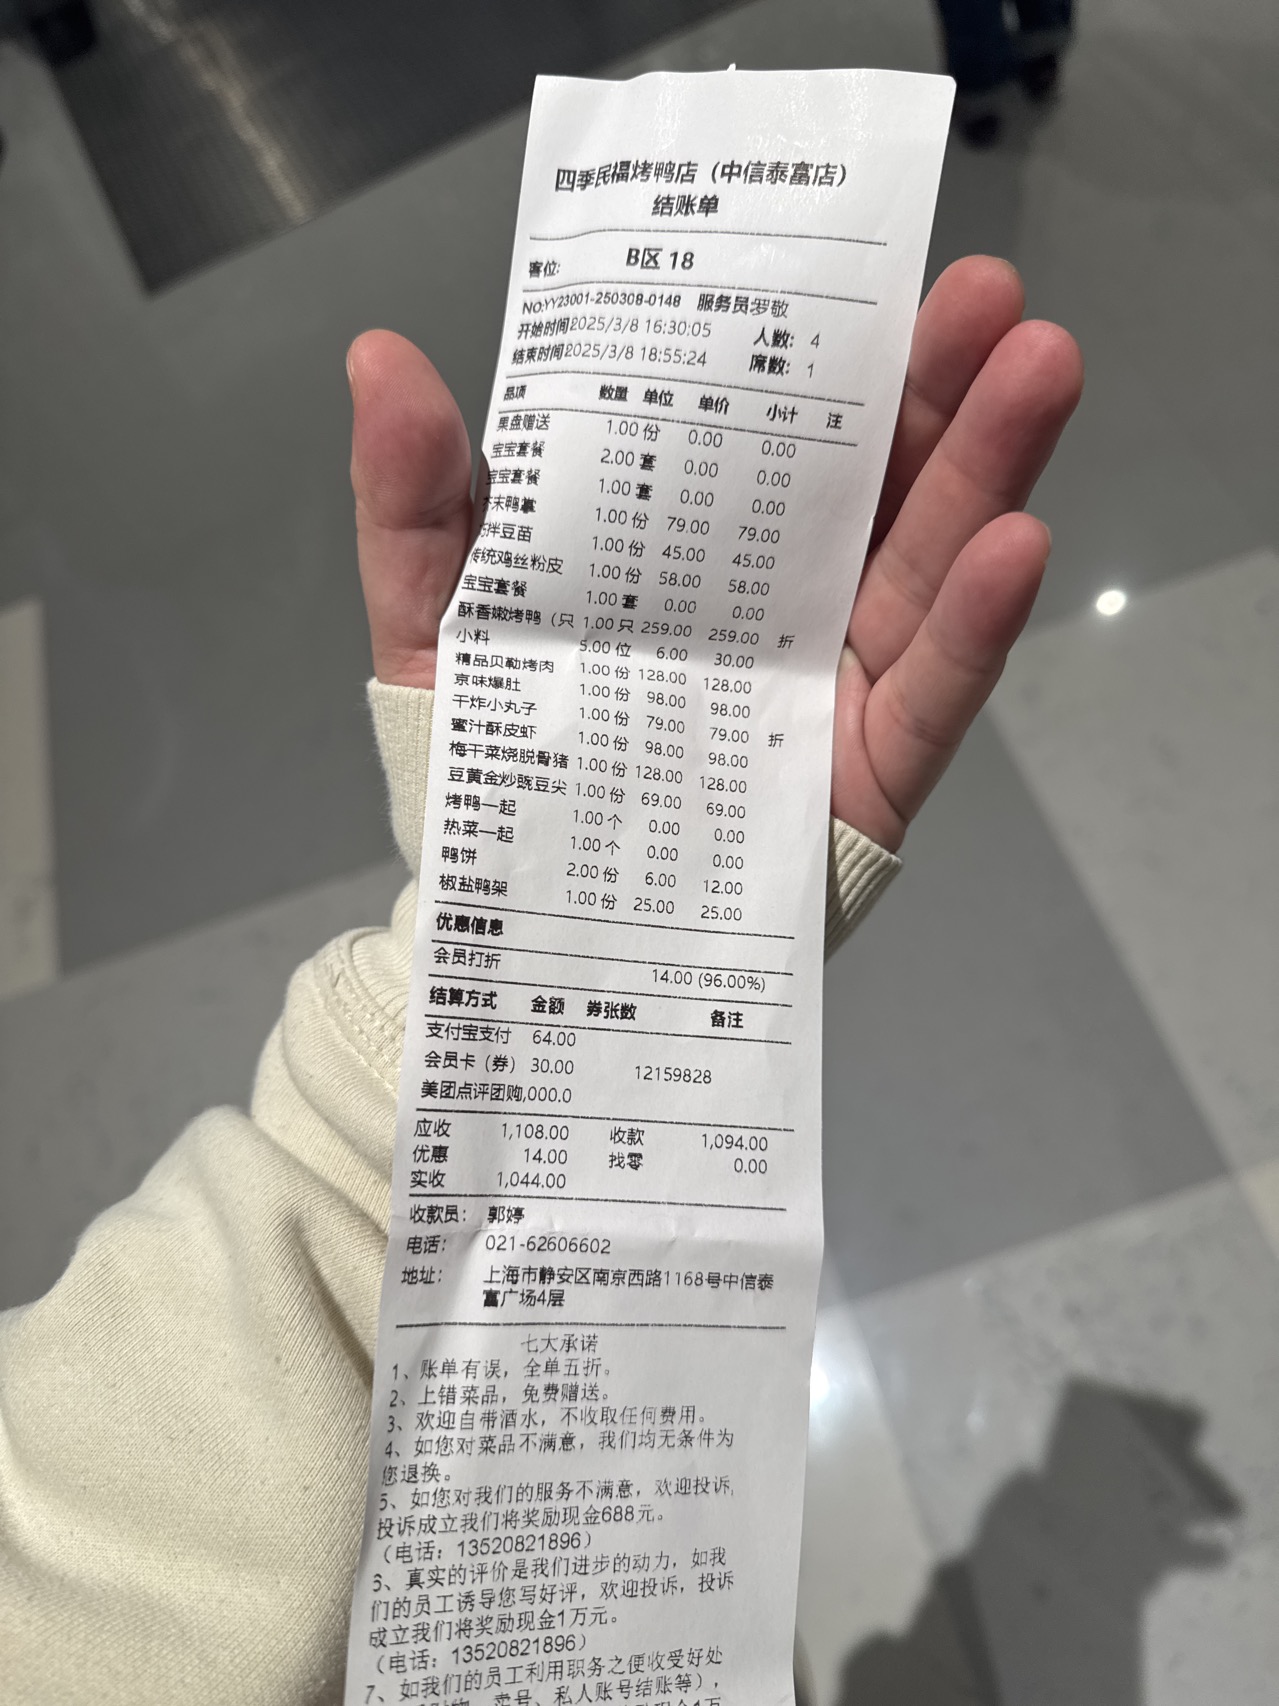 四季民福烤鸭店（中信泰富店）
结账单
客位: B区 18
NO:YY23001-250308-0148 服务员:罗敬
开始时间2025/3/8 16:30:05 人数: 4
结束时间2025/3/8 18:55:24 席数: 1
品项 数量 单位 单价 小计 注
果盘赠送 1.00 份 0.00 0.00
宝宝套餐 2.00 套 0.00 0.00
宝宝套餐 1.00 套 0.00 0.00
芥末鸭掌 1.00 份 79.00 79.00
拌豆苗 1.00 份 45.00 45.00
传统鸡丝粉皮 1.00 份 58.00 58.00
宝宝套餐 1.00 套 0.00 0.00
酥香嫩烤鸭（只 1.00 只 259.00 259.00 折
小料 5.00 位 6.00 30.00
精品贝勒烤肉 1.00 份 128.00 128.00
京味爆肚 1.00 份 98.00 98.00
干炸小丸子 1.00 份 79.00 79.00 折
蜜汁酥皮虾 1.00 份 98.00 98.00
梅干菜烧脱骨猪 1.00 份 128.00 128.00
豆黄金炒豌豆尖 1.00 份 69.00 69.00
烤鸭一起 1.00 个 0.00 0.00
热菜一起 1.00 个 0.00 0.00
鸭饼 2.00 份 6.00 12.00
椒盐鸭架 1.00 份 25.00 25.00
优惠信息
会员打折 14.00 (96.00%)
结算方式 金额 券张数 备注
支付宝支付 64.00
会员卡（券） 30.00 12159828
美团点评团购,000.0
应收 1,108.00 收款 1,094.00
优惠 14.00 找零 0.00
实收 1,044.00
收款员: 郭婷
电话: 021-62606602
地址: 上海市静安区南京西路1168号中信泰
富广场4层
七大承诺
1、账单有误，全单五折。
2、上错菜品，免费赠送。
3、欢迎自带酒水，不收取任何费用。
4、如您对菜品不满意，我们均无条件为
您退换。
5、如您对我们的服务不满意，欢迎投诉，
投诉成立我们将奖励现金688元。
（电话：13520821896）
6、真实的评价是我们进步的动力，如我
们的员工诱导您写好评，欢迎投诉，投诉
成立我们将奖励现金1万元。
（电话：13520821896）
7、如我们的员工利用职务之便收受好处
卖号、私人账号结账等），